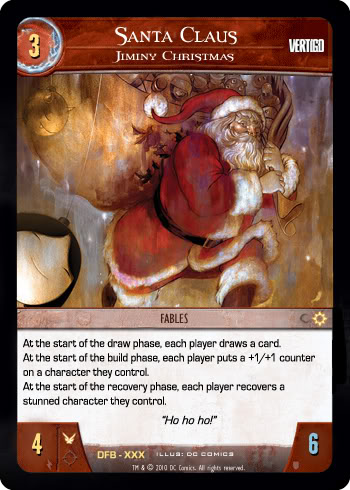 3
Santa Claus
Jiminy Christmas
VERTIGO
FABLES
At the start of the draw phase, each player draws a card.
At the start of the build phase, each player puts a +1/+1 counter
on a character they control.
At the start of the recovery phase, each player recovers a
stunned character they control.
"Ho ho ho!"
4
DFB - XXX ILLUS: DC COMICS
6
TM & © 2010 DC Comics. All rights reserved.